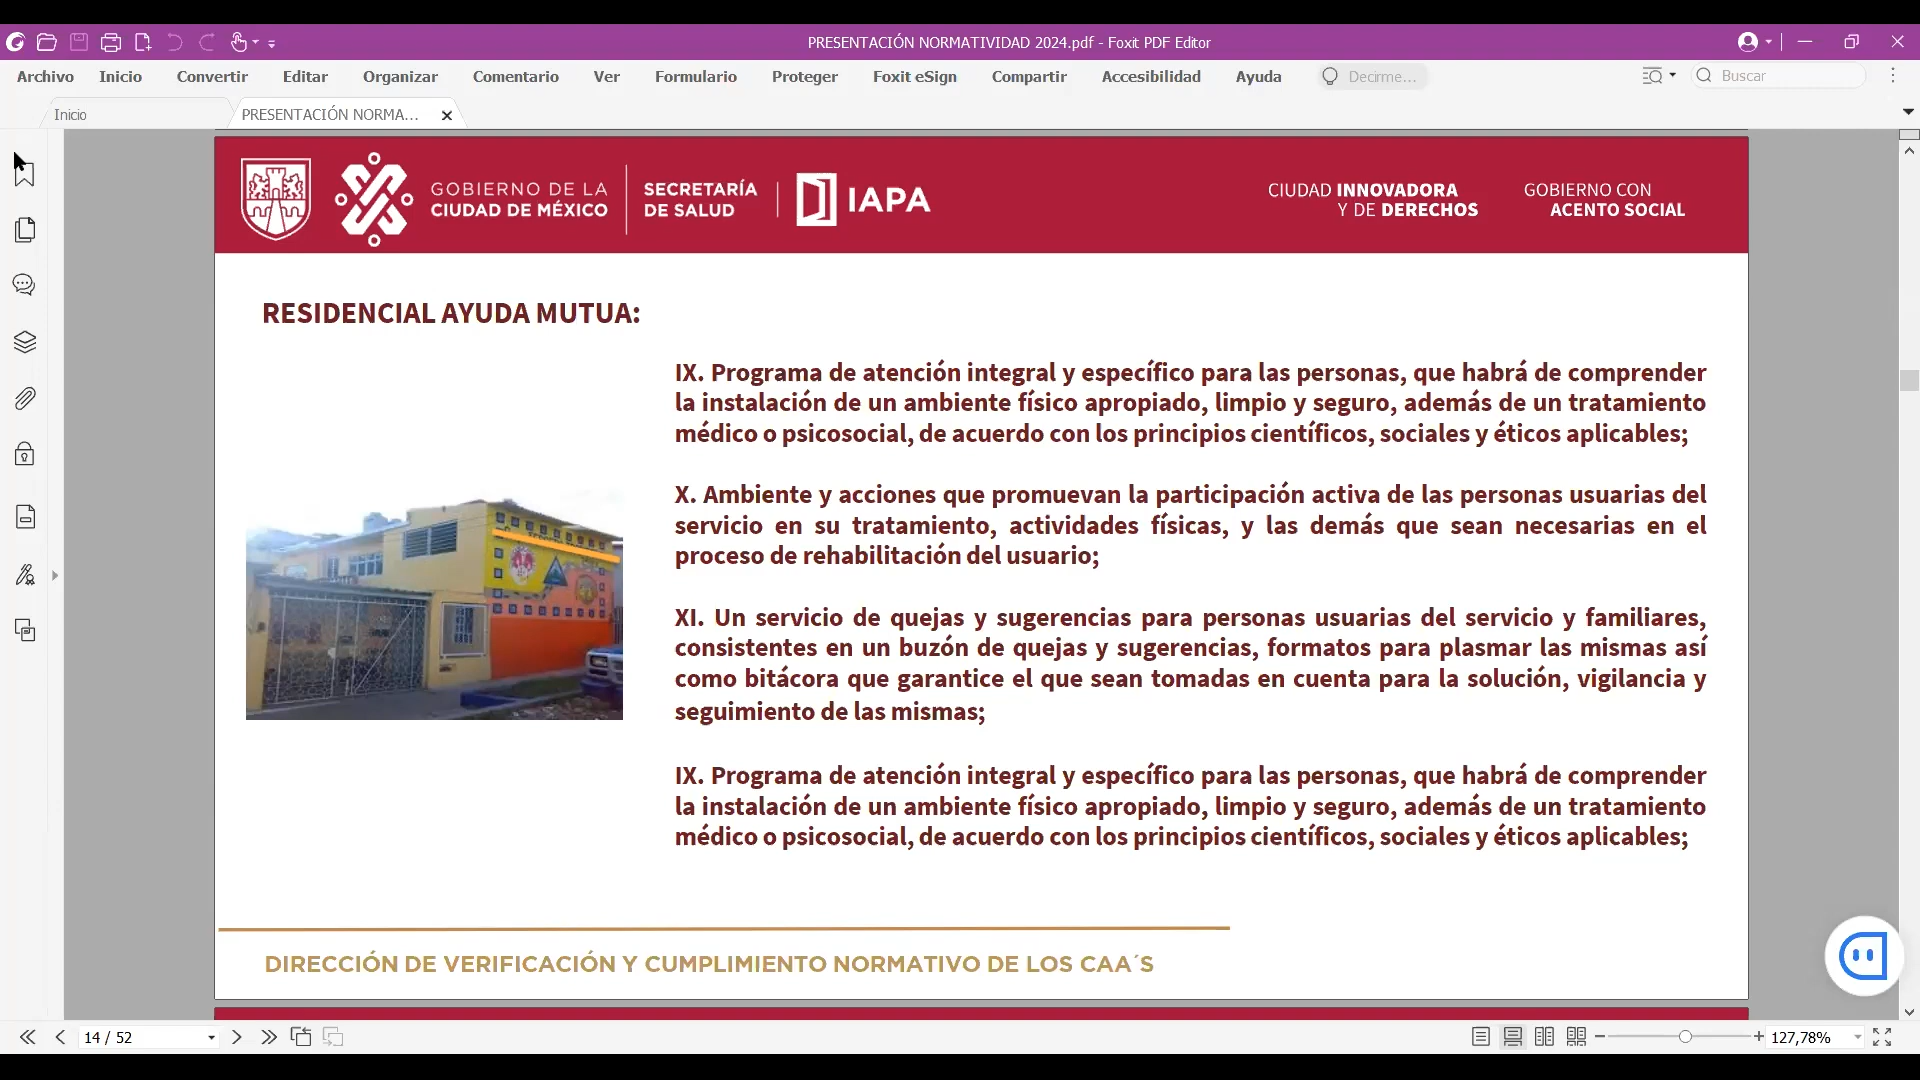 PRESENTACIÓN NORMATIVIDAD 2024.pdf - Foxit PDF Editor
Archivo Inicio Convertir Editar Organizar Comentario Ver Formulario Proteger Foxit eSign Compartir Accesibilidad Ayuda Decirme... Buscar
Inicio PRESENTACIÓN NORMA...
GOBIERNO DE LA
CIUDAD DE MÉXICO
SECRETARÍA
DE SALUD
IAPA
CIUDAD INNOVADORA
Y DE DERECHOS
GOBIERNO CON
ACENTO SOCIAL
RESIDENCIAL AYUDA MUTUA:
IX. Programa de atención integral y específico para las personas, que habrá de comprender
la instalación de un ambiente físico apropiado, limpio y seguro, además de un tratamiento
médico o psicosocial, de acuerdo con los principios científicos, sociales y éticos aplicables;
X. Ambiente y acciones que promuevan la participación activa de las personas usuarias del
servicio en su tratamiento, actividades físicas, y las demás que sean necesarias en el
proceso de rehabilitación del usuario;
XI. Un servicio de quejas y sugerencias para personas usuarias del servicio y familiares,
consistentes en un buzón de quejas y sugerencias, formatos para plasmar las mismas así
como bitácora que garantice el que sean tomadas en cuenta para la solución, vigilancia y
seguimiento de las mismas;
IX. Programa de atención integral y específico para las personas, que habrá de comprender
la instalación de un ambiente físico apropiado, limpio y seguro, además de un tratamiento
médico o psicosocial, de acuerdo con los principios científicos, sociales y éticos aplicables;
DIRECCIÓN DE VERIFICACIÓN Y CUMPLIMIENTO NORMATIVO DE LOS CAA´S
14 / 52
127,78%